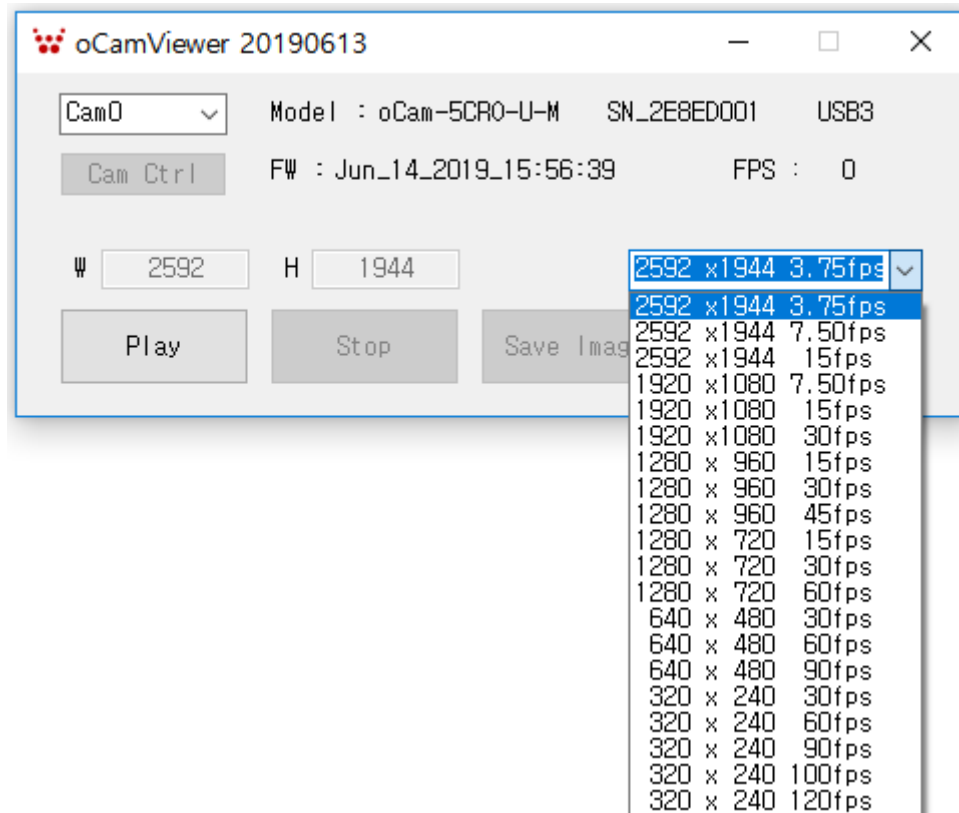 oCamViewer 20190613
Cam0 Model : oCam-5CRO-U-M SN_2E8ED001 USB3
Cam Ctrl FW : Jun_14_2019_15:56:39 FPS : 0
W 2592 H 1944 2592 x1944 3.75fps
Play Stop Save Imag
2592 x1944 3.75fps
2592 x1944 7.50fps
2592 x1944 15fps
1920 x1080 7.50fps
1920 x1080 15fps
1920 x1080 30fps
1280 x 960 15fps
1280 x 960 30fps
1280 x 960 45fps
1280 x 720 15fps
1280 x 720 30fps
1280 x 720 60fps
640 x 480 30fps
640 x 480 60fps
640 x 480 90fps
320 x 240 30fps
320 x 240 60fps
320 x 240 90fps
320 x 240 100fps
320 x 240 120fps